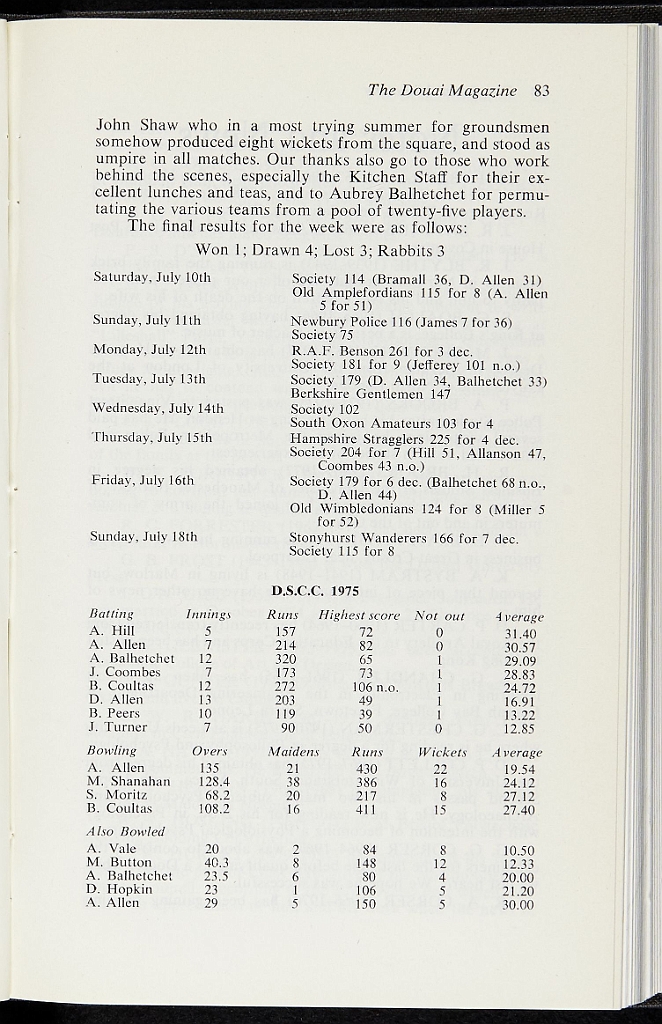 The Douai Magazine 83
John Shaw who in a most trying summer for groundsmen
somehow produced eight wickets from the square, and stood as
umpire in all matches. Our thanks also go to those who work
behind the scenes, especially the Kitchen Staff for their ex-
cellent lunches and teas, and to Aubrey Balhetchet for permu-
tating the various teams from a pool of twenty-five players.
The final results for the week were as follows:
Won 1; Drawn 4; Lost 3; Rabbits 3
Saturday, July 10th Society 114 (Bramall 36, D. Allen 31)
Old Amplefordians 115 for 8 (A. Allen
5 for 51)
Sunday, July 11th Newbury Police 116 (James 7 for 36)
Society 75
Monday, July 12th R.A.F. Benson 261 for 3 dec.
Society 181 for 9 (Jefferey 101 n.o.)
Tuesday, July 13th Society 179 (D. Allen 34, Balhetchet 33)
Berkshire Gentlemen 147
Wednesday, July 14th Society 102
South Oxon Amateurs 103 for 4
Thursday, July 15th Hampshire Stragglers 225 for 4 dec.
Society 204 for 7 (Hill 51, Allanson 47,
Coombes 43 n.o.)
Friday, July 16th Society 179 for 6 dec. (Balhetchet 68 n.o.,
D. Allen 44)
Old Wimbledonians 124 for 8 (Miller 5
for 52)
Sunday, July 18th Stonyhurst Wanderers 166 for 7 dec.
Society 115 for 8
D.S.C.C. 1975
Batting Innings Runs Highest score Not out Average
A. Hill 5 157 72 0 31.40
A. Allen 7 214 82 0 30.57
A. Balhetchet 12 320 65 1 29.09
J. Coombes 7 173 73 1 28.83
B. Coultas 12 272 106 n.o. 1 24.72
D. Allen 13 203 49 1 16.91
B. Peers 10 119 39 1 13.22
J. Turner 7 90 50 0 12.85
Bowling Overs Maidens Runs Wickets Average
A. Allen 135 21 430 22 19.54
M. Shanahan 128.4 38 386 16 24.12
S. Moritz 68.2 20 217 8 27.12
B. Coultas 108.2 16 411 15 27.40
Also Bowled
A. Vale 20 2 84 8 10.50
M. Button 40.3 8 148 12 12.33
A. Balhetchet 23.5 6 80 4 20.00
D. Hopkin 23 1 106 5 21.20
A. Allen 29 5 150 5 30.00